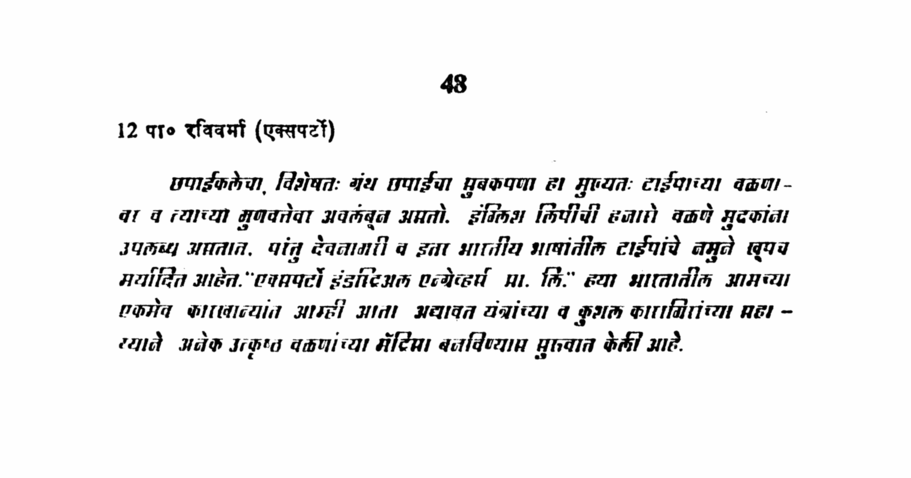 48
12 पा० रविवर्मा (एक्सपर्टो)
छपाईकलेचा, विशेषतः ग्रंथ छपाईचा सुबकपणा हा मुख्यतः टाईपाच्या वळणा-
वर व त्याच्या गुणवत्तेवर अवलंबून असतो. इंग्लिश लिपीची हजारो वळणे मुद्रकांना
उपलब्ध असतात. परंतु देवनागरी व इतर भारतीय भाषांतील टाईपांचे नमुने खूपच
मर्यादित आहेत. "एक्सपर्टो इंडस्ट्रिअल एन्ग्रेव्हर्स प्रा. लि." ह्या भारतातील आमच्या
एकमेव कारखान्यांत आम्ही आता अद्यावत यंत्रांच्या व कुशल कारागिरांच्या सहा -
य्याने अनेक उत्कृष्ठ वळणांच्या मॅट्रिसा बनविण्यास सुरुवात केली आहे.